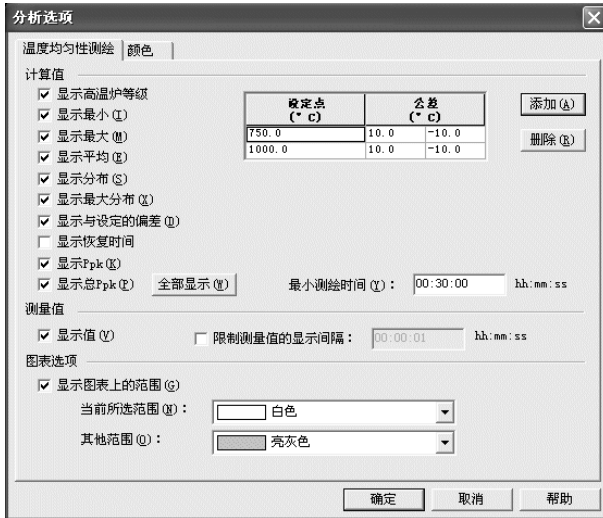 分析选项
温度均匀性测绘 颜色
计算值
显示高温炉等级
显示最小(I)
显示最大(M)
显示平均(E)
显示分布(S)
显示最大分布(X)
显示与设定的偏差(D)
显示恢复时间
显示Ppk(K)
显示总Ppk(P) 全部显示(W)
设定点 (° C) 公差 (° C)
750.0 10.0 -10.0
1000.0 10.0 -10.0
添加(A)
删除(R)
最小测绘时间(Y): 00:30:00 hh:mm:ss
测量值
显示值(V) 限制测量值的显示间隔: 00:00:01 hh:mm:ss
图表选项
显示图表上的范围(G)
当前所选范围(N): 白色
其他范围(O): 亮灰色
确定 取消 帮助